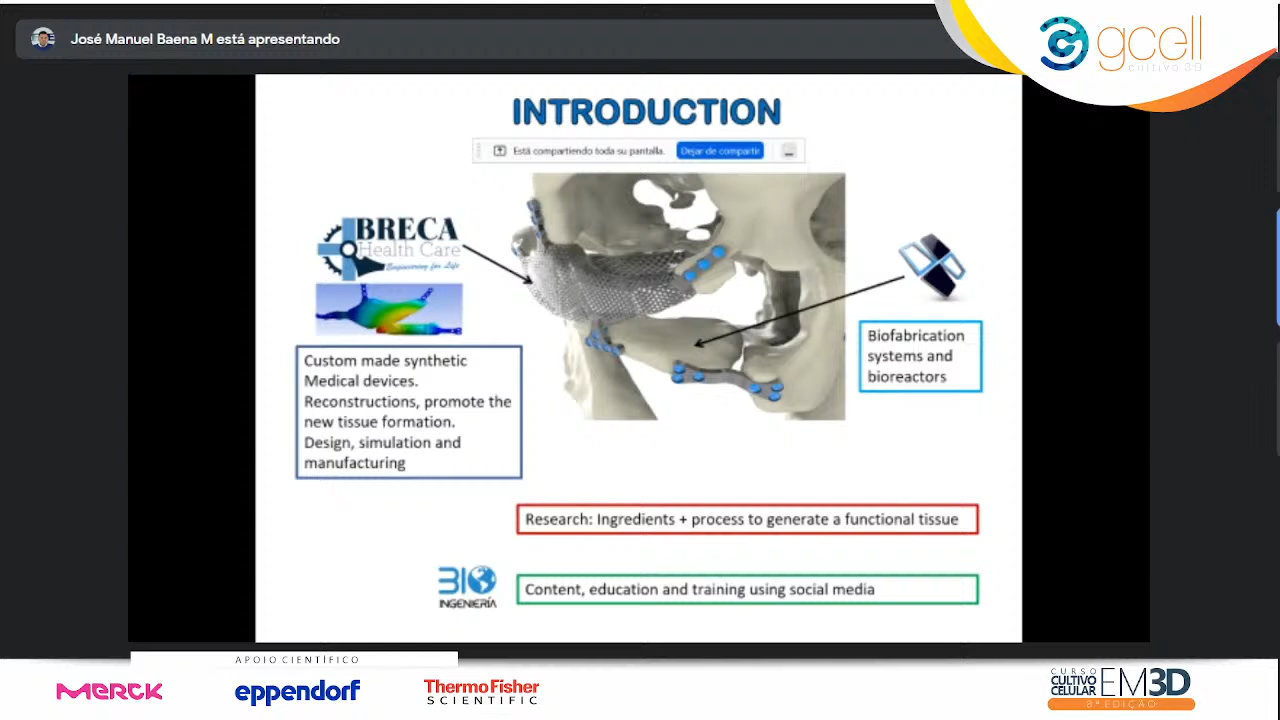 José Manuel Baena M está apresentando
gcell
cultivo 3D
INTRODUCTION
Está compartiendo toda su pantalla.
Dejar de compartir
BRECA
Health Care
Engineering for Life
Custom made synthetic
Medical devices.
Reconstructions, promote the
new tissue formation.
Design, simulation and
manufacturing
Biofabrication
systems and
bioreactors
Research: Ingredients + process to generate a functional tissue
BIO
INGENIERÍA
Content, education and training using social media
APOIO CIENTÍFICO
MERCK
eppendorf
ThermoFisher
SCIENTIFIC
CURSO
CULTIVO
CELULAR
EM3D
8ª EDIÇÃO